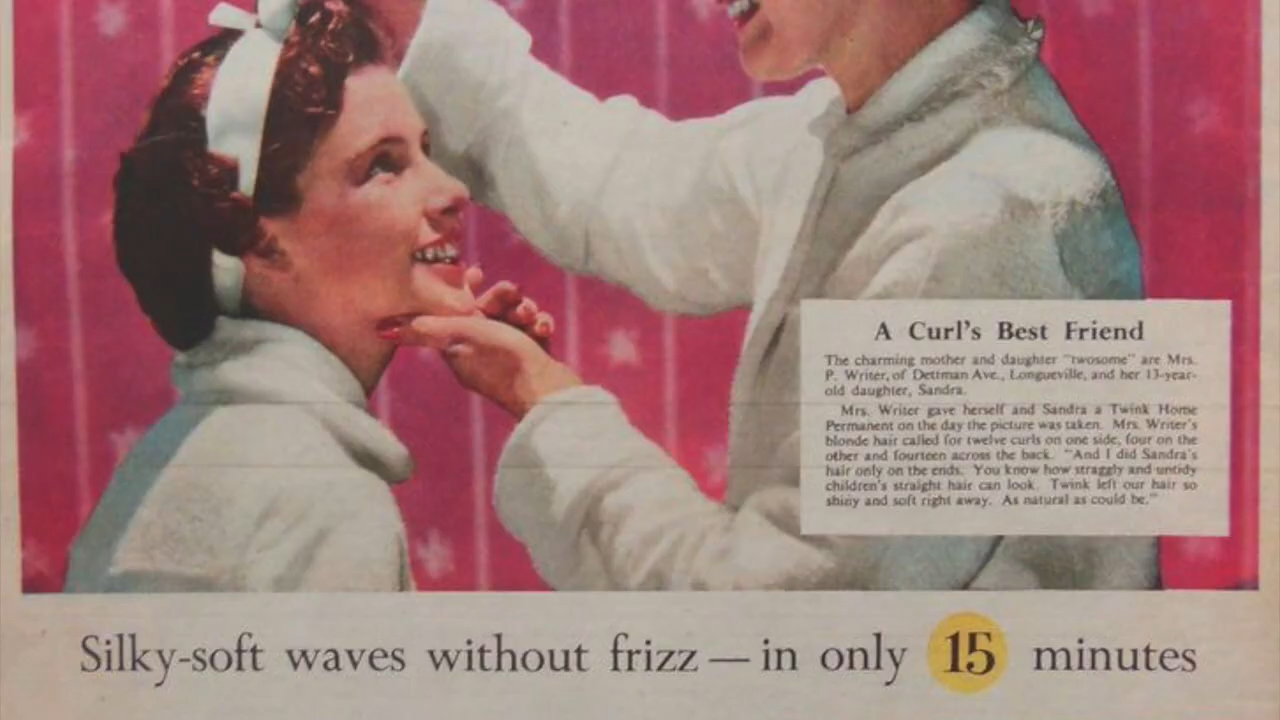 A Curl's Best Friend
The charming mother and daughter "twosome" are Mrs.
P. Writer, of Dettman Ave., Longueville, and her 13-year-
old daughter, Sandra.
Mrs. Writer gave herself and Sandra a Twink Home
Permanent on the day the picture was taken. Mrs. Writer's
blonde hair called for twelve curls on one side, four on the
other and fourteen across the back. "And I did Sandra's
hair only on the ends. You know how straggly and untidy
children's straight hair can look. Twink left our hair so
shiny and soft right away. As natural as could be."
Silky-soft waves without frizz — in only 15 minutes